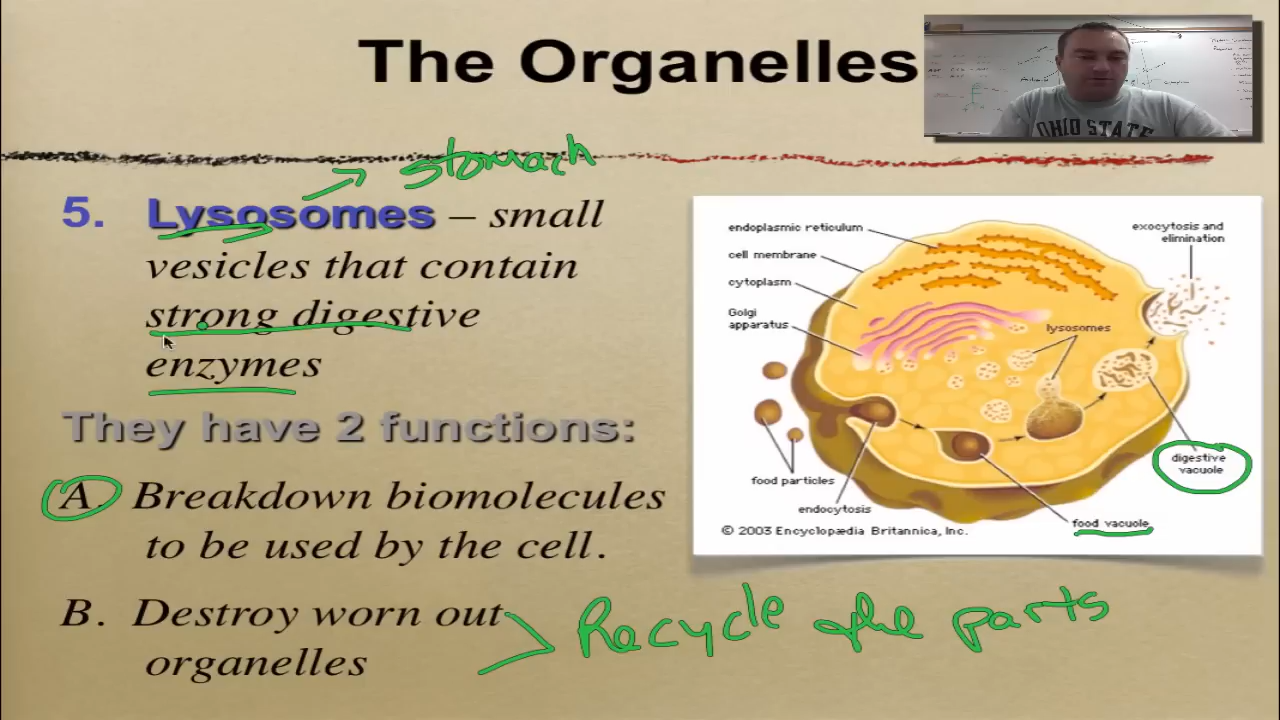 The Organelles
OHIO STATE
stomach
5. Lysosomes – small
vesicles that contain
strong digestive
enzymes
They have 2 functions:
A Breakdown biomolecules
to be used by the cell.
B. Destroy worn out
organelles
Recycle the parts
endoplasmic reticulum
cell membrane
cytoplasm
Golgi
apparatus
lysosomes
exocytosis and
elimination
food particles
endocytosis
food vacuole
digestive
vacuole
© 2003 Encyclopædia Britannica, Inc.